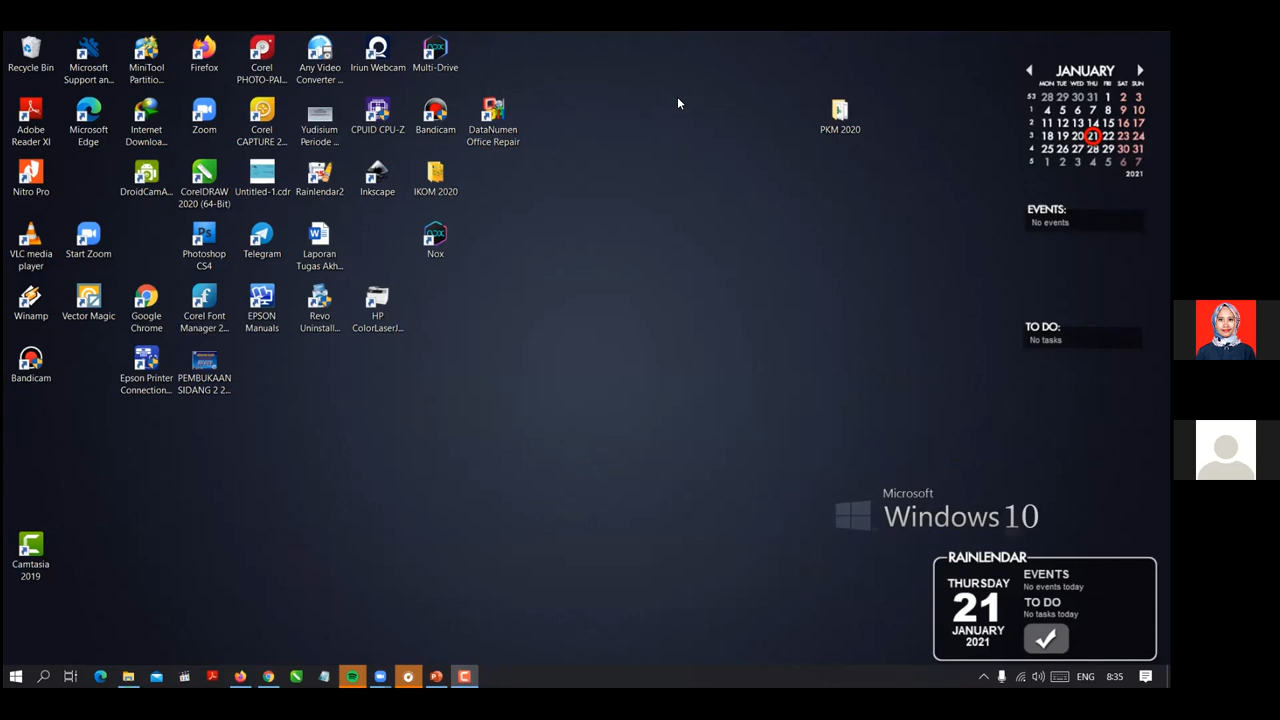 Recycle Bin
Microsoft
Support an...
MiniTool
Partitio...
Firefox
Corel
PHOTO-PAI...
Any Video
Converter ...
Iriun Webcam
Multi-Drive
Adobe
Reader XI
Microsoft
Edge
Internet
Downloa...
Zoom
Corel
CAPTURE 2...
Yudisium
Periode ...
CPUID CPU-Z
Bandicam
DataNumen
Office Repair
PKM 2020
Nitro Pro
DroidCamA...
CorelDRAW
2020 (64-Bit)
Untitled-1.cdr
Rainlendar2
Inkscape
IKOM 2020
VLC media
player
Start Zoom
Photoshop
CS4
Telegram
Laporan
Tugas Akh...
Nox
Winamp
Vector Magic
Google
Chrome
Corel Font
Manager 2...
EPSON
Manuals
Revo
Uninstall...
HP
ColorLaserJ...
Bandicam
Epson Printer
Connection...
PEMBUKAAN
SIDANG 2 2...
Camtasia
2019
JANUARY
MON TUE WED THU FRI SAT SUN
53 28 29 30 31 1 2 3
1 4 5 6 7 8 9 10
2 11 12 13 14 15 16 17
3 18 19 20 21 22 23 24
4 25 26 27 28 29 30 31
5 1 2 3 4 5 6 7
2021
EVENTS:
No events
TO DO:
No tasks
Microsoft
Windows 10
RAINLENDAR
THURSDAY
21
JANUARY
2021
EVENTS
No events today
TO DO
No tasks today
ENG
8:35